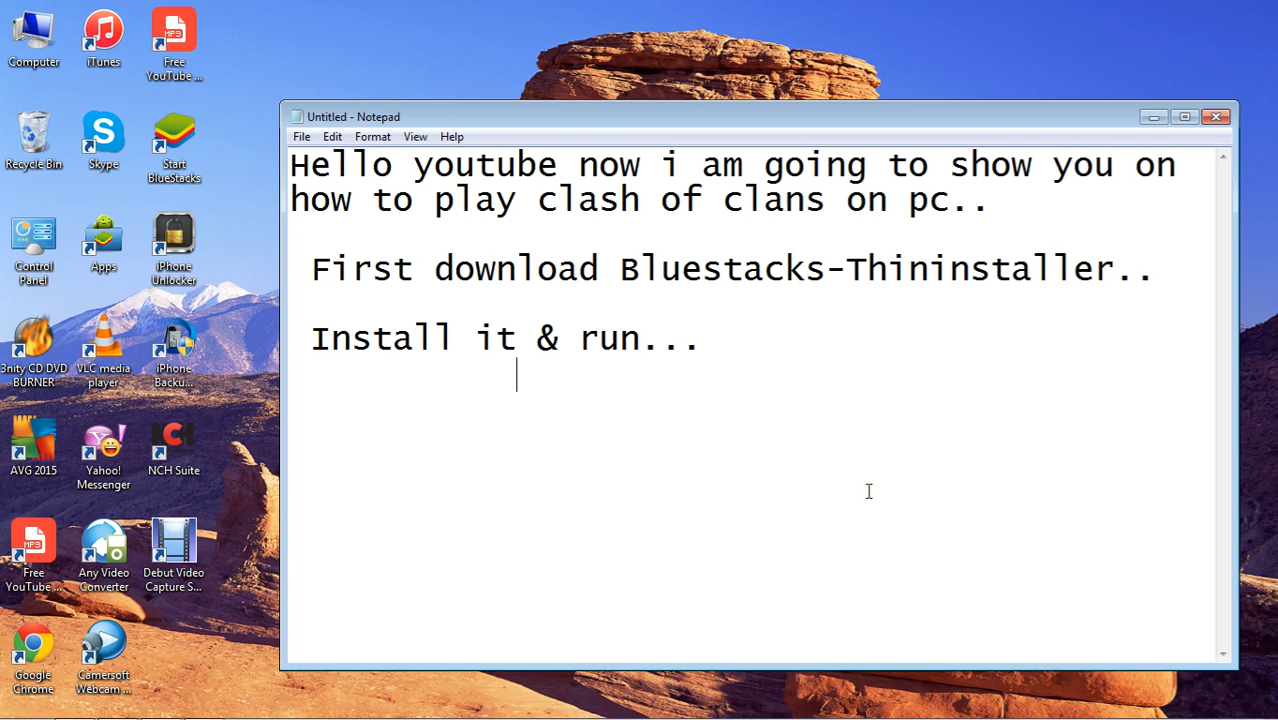 Computer
iTunes
Free
YouTube ...
MP3
Recycle Bin
Skype
Start
BlueStacks
Control
Panel
Apps
iPhone
Unlocker
3nity CD DVD
BURNER
VLC media
player
iPhone
Backu...
AVG 2015
Yahoo!
Messenger
NCH
NCH Suite
MP3
Free
YouTube ...
Any Video
Converter
Debut Video
Capture S...
Google
Chrome
Camersoft
Webcam ...
Untitled - Notepad
File Edit Format View Help
Hello youtube now i am going to show you on
how to play clash of clans on pc..
First download Bluestacks-Thininstaller..
Install it & run...